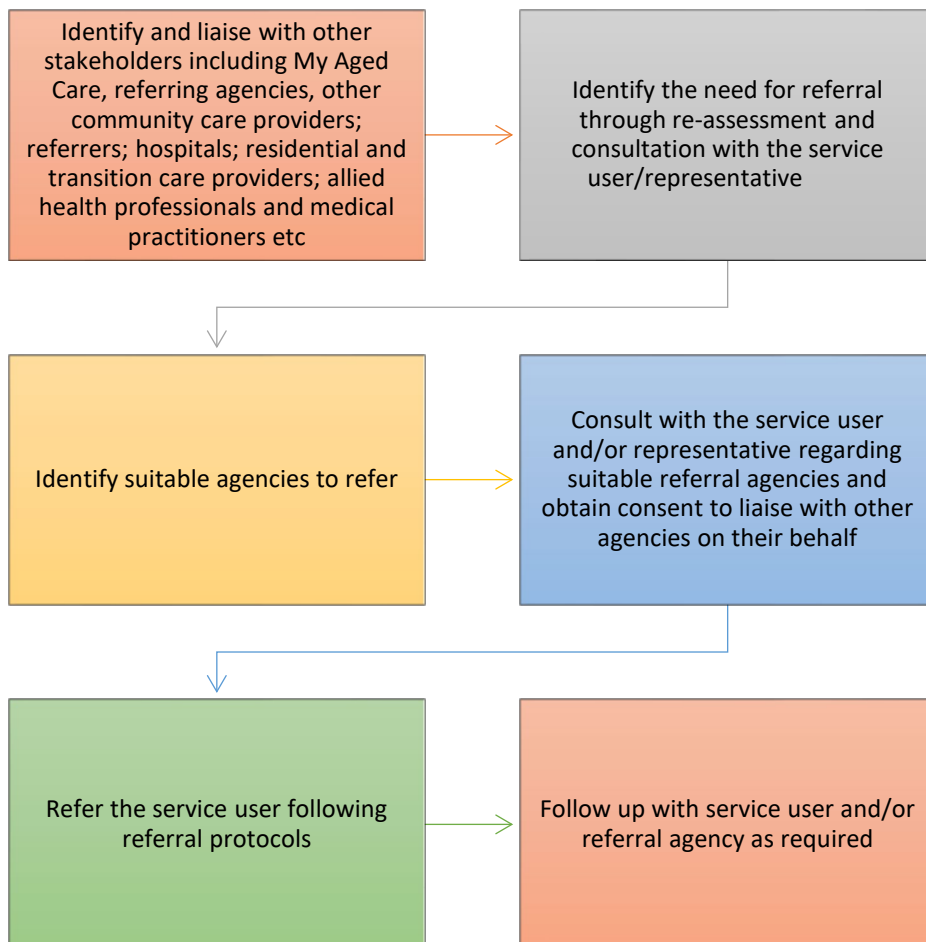 Identify and liaise with other
stakeholders including My Aged
Care, referring agencies, other
community care providers;
referrers; hospitals; residential and
transition care providers; allied
health professionals and medical
practitioners etc
Identify the need for referral
through re-assessment and
consultation with the service
user/representative
Identify suitable agencies to refer
Consult with the service user
and/or representative regarding
suitable referral agencies and
obtain consent to liaise with other
agencies on their behalf
Refer the service user following
referral protocols
Follow up with service user and/or
referral agency as required